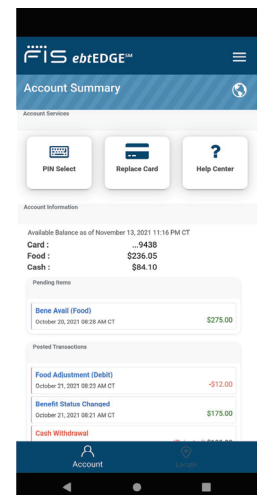 FIS ebtEDGE℠
Account Summary
Account Services
PIN Select
Replace Card
?
Help Center
Account Information
Available Balance as of November 13, 2021 11:16 PM CT
Card : ...9438
Food : $236.05
Cash : $84.10
Pending Items
Bene Avail (Food)
October 20, 2021 08:28 AM CT $275.00
Posted Transactions
Food Adjustment (Debit)
October 21, 2021 08:23 AM CT -$12.00
Benefit Status Changed
October 21, 2021 08:21 AM CT $175.00
Cash Withdrawal
Account
Locate